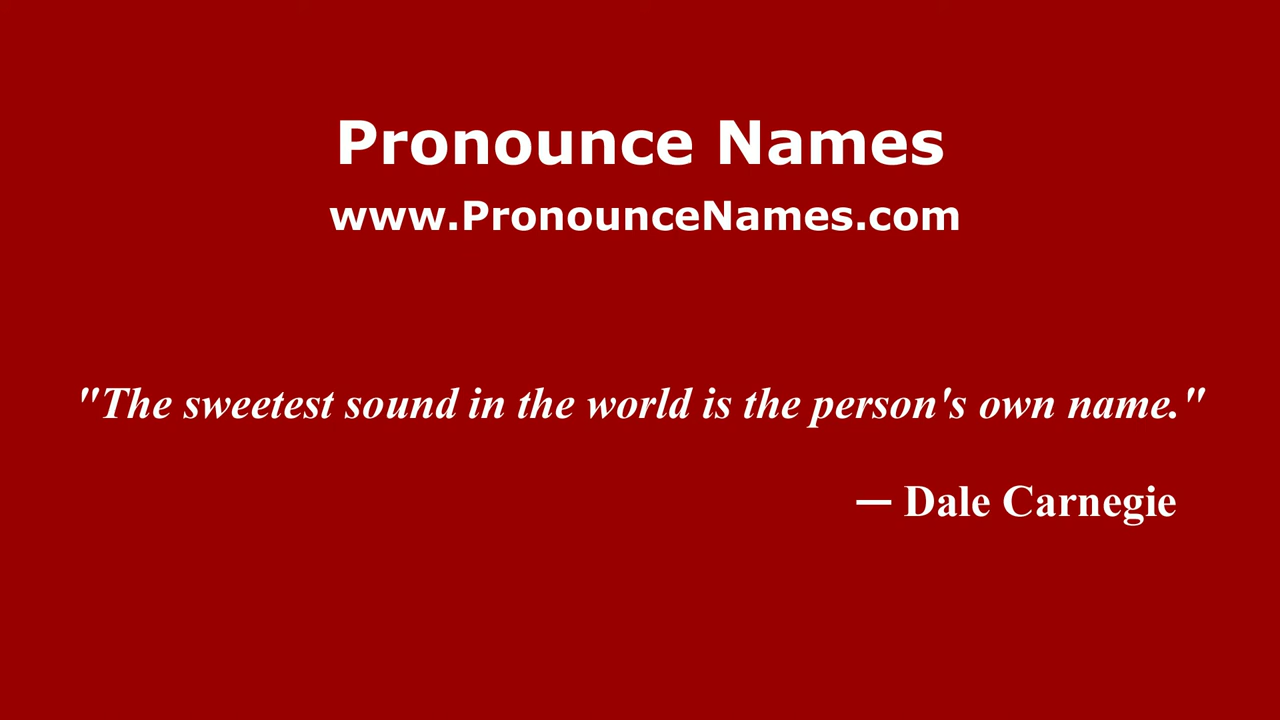 Pronounce Names
www.PronounceNames.com
"The sweetest sound in the world is the person's own name."
— Dale Carnegie